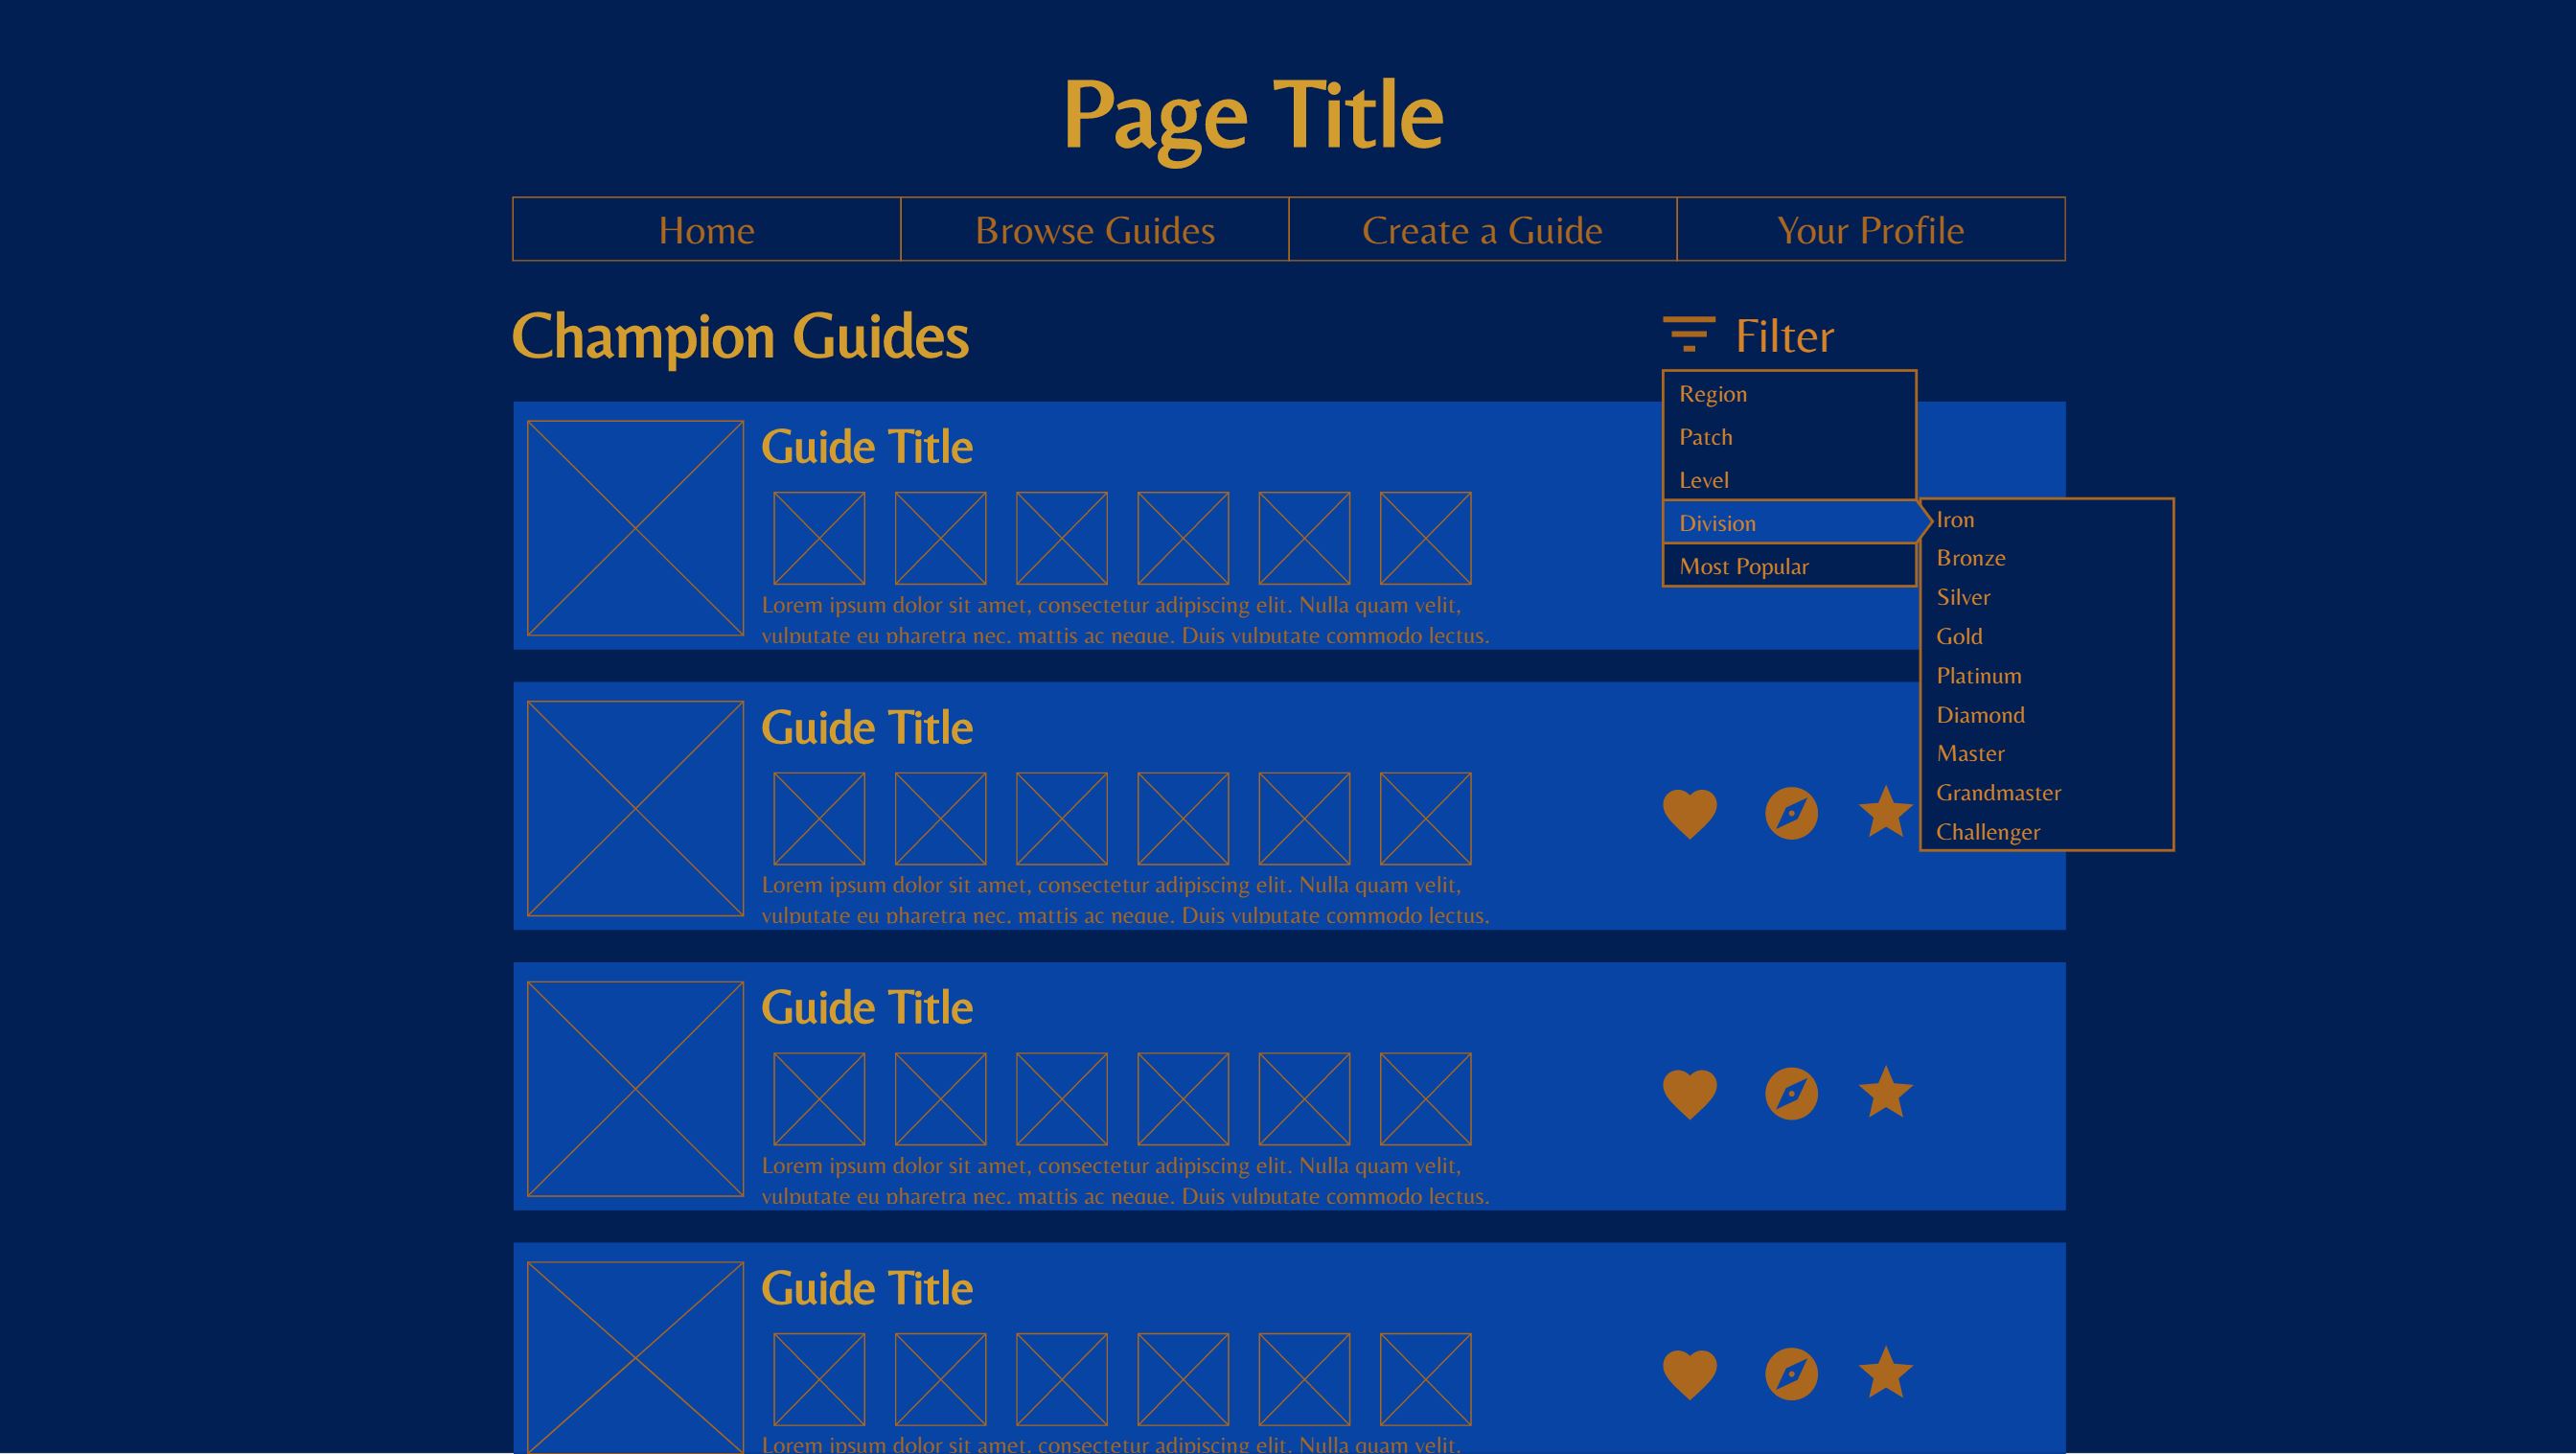 Page Title
Home
Browse Guides
Create a Guide
Your Profile
Champion Guides
Filter
Region
Patch
Level
Division
Most Popular
Iron
Bronze
Silver
Gold
Platinum
Diamond
Master
Grandmaster
Challenger
Guide Title
Lorem ipsum dolor sit amet, consectetur adipiscing elit. Nulla quam velit,
vulputate eu pharetra nec, mattis ac neque. Duis vulputate commodo lectus,
Guide Title
Lorem ipsum dolor sit amet, consectetur adipiscing elit. Nulla quam velit,
vulputate eu pharetra nec, mattis ac neque. Duis vulputate commodo lectus,
Guide Title
Lorem ipsum dolor sit amet, consectetur adipiscing elit. Nulla quam velit,
vulputate eu pharetra nec, mattis ac neque. Duis vulputate commodo lectus,
Guide Title
Lorem ipsum dolor sit amet, consectetur adipiscing elit. Nulla quam velit,